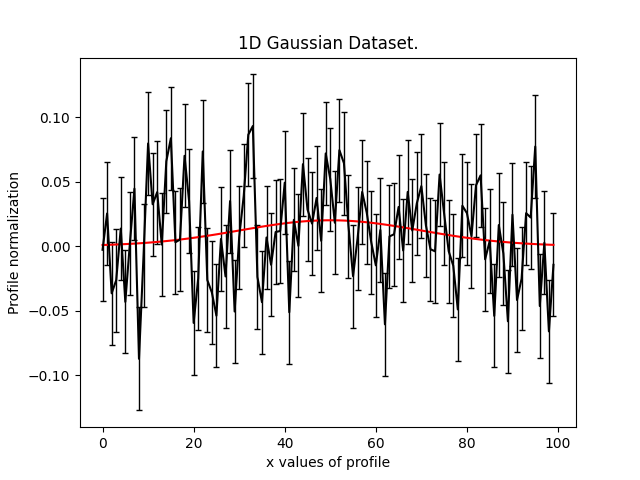 1D Gaussian Dataset.
Profile normalization
0.10
0.05
0.00
−0.05
−0.10
0 20 40 60 80 100
x values of profile